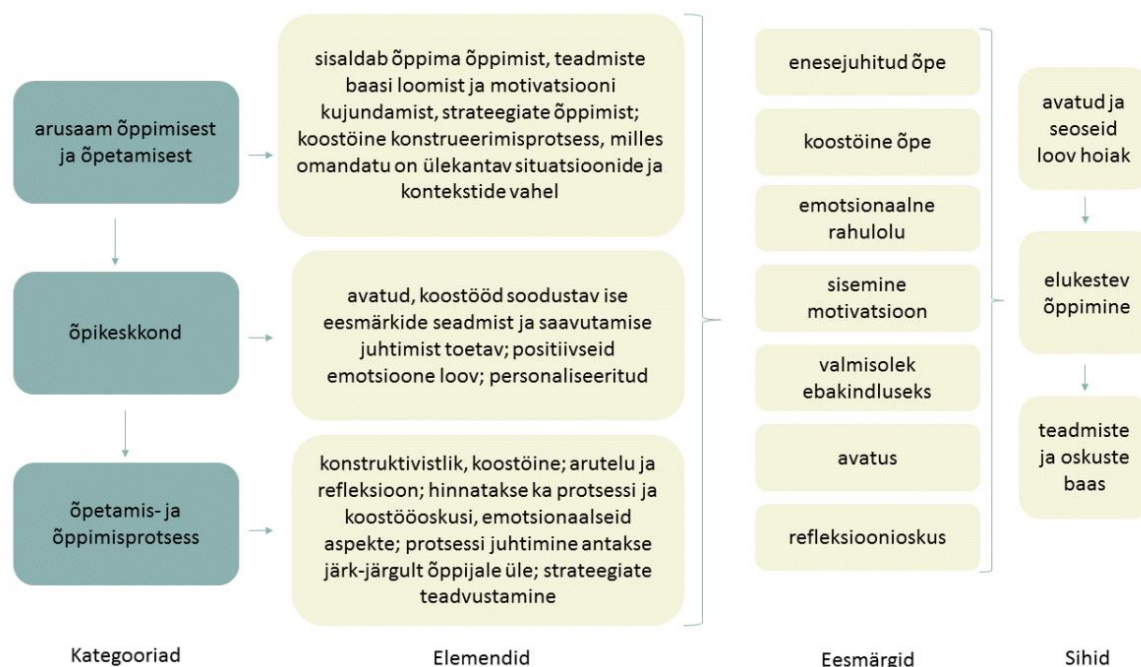 arusaam õppimisest
ja õpetamisest
sisaldab õppima õppimist, teadmiste
baasi loomist ja motivatsiooni
kujundamist, strateegiate õppimist;
koostöine konstrueerimisprotsess, milles
omandatu on ülekantav situatsioonide ja
kontekstide vahel
õpikeskkond
avatud, koostööd soodustav ise
eesmärkide seadmist ja saavutamise
juhtimist toetav; positiivseid
emotsioone loov; personaliseeritud
õpetamis- ja
õppimisprotsess
konstruktivistlik, koostöine; arutelu ja
refleksioon; hinnatakse ka protsessi ja
koostööoskusi, emotsionaalseid
aspekte; protsessi juhtimine antakse
järk-järgult õppijale üle; strateegiate
teadvustamine
enesejuhitud õpe
koostöine õpe
emotsionaalne
rahulolu
sisemine
motivatsioon
valmisolek
ebakindluseks
avatus
refleksioonioskus
avatud ja
seoseid
loov hoiak
elukestev
õppimine
teadmiste
ja oskuste
baas
Kategooriad
Elemendid
Eesmärgid
Sihid